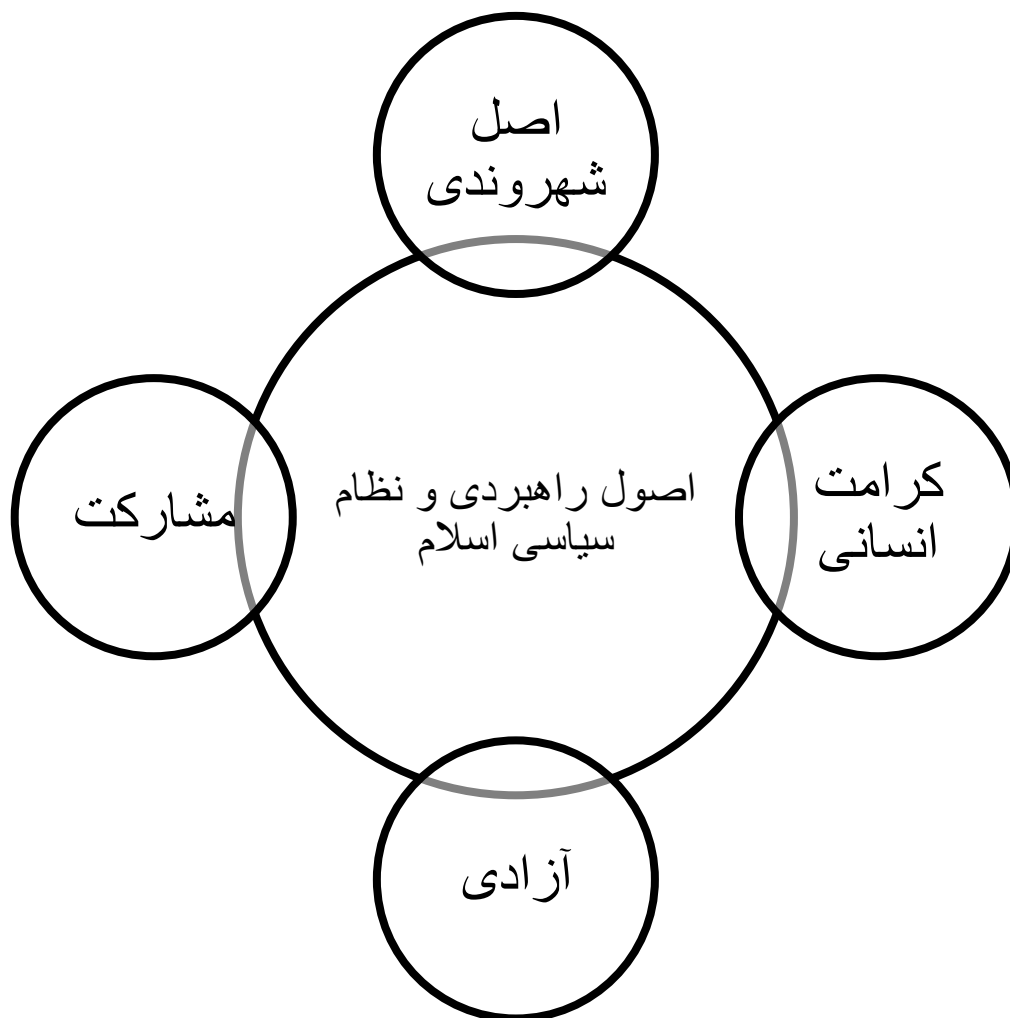 اصل
شهروندی
کرامت
انسانی
اصول راهبردی و نظام
سیاسی اسلام
مشارکت
آزادی